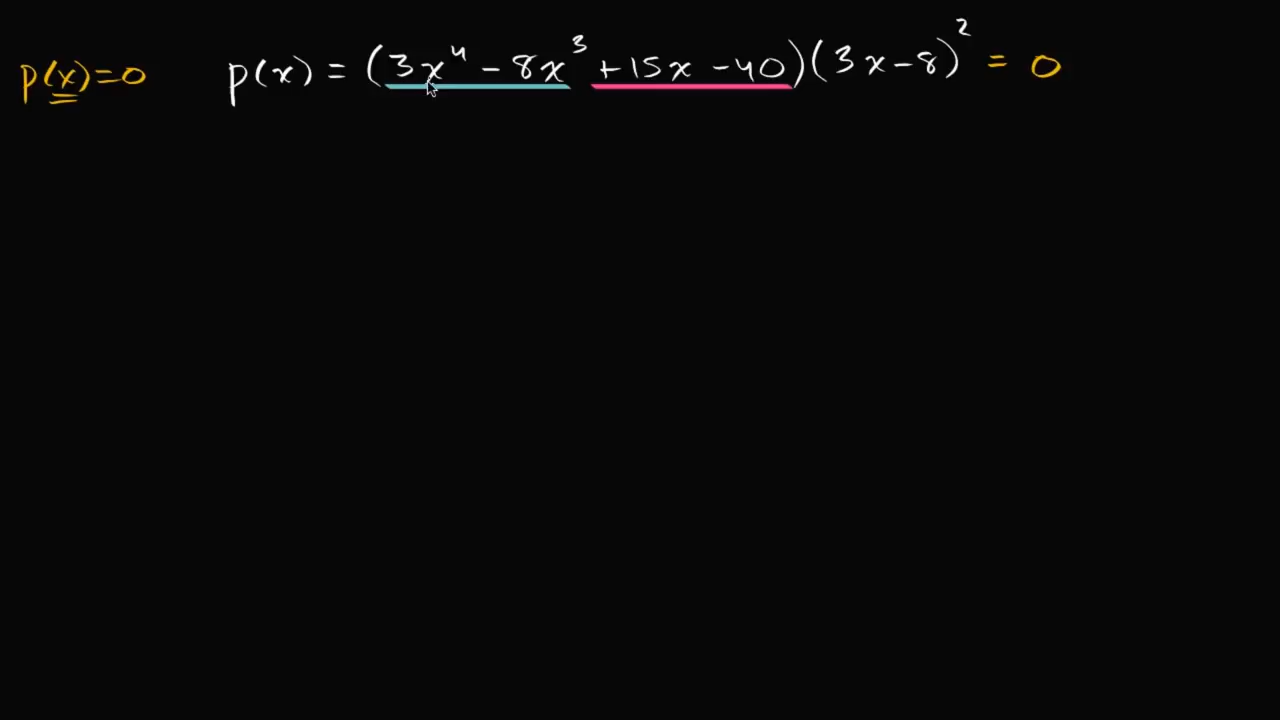 p(x)=0 p(x) = (3x⁴ - 8x³ +15x -40)(3x-8)² = 0